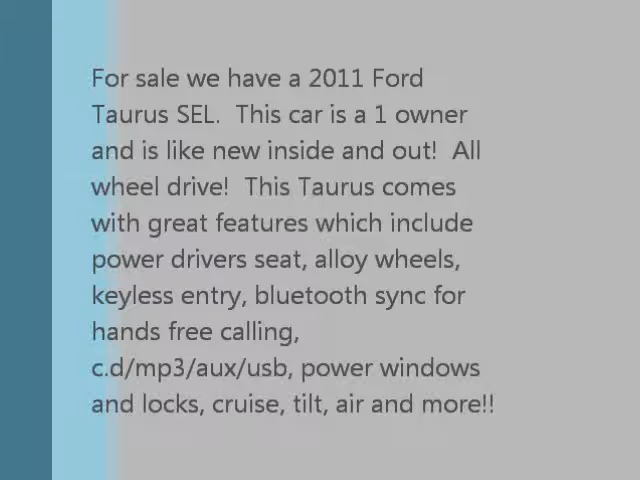 For sale we have a 2011 Ford
Taurus SEL.  This car is a 1 owner
and is like new inside and out!  All
wheel drive!  This Taurus comes
with great features which include
power drivers seat, alloy wheels,
keyless entry, bluetooth sync for
hands free calling,
c.d/mp3/aux/usb, power windows
and locks, cruise, tilt, air and more!!